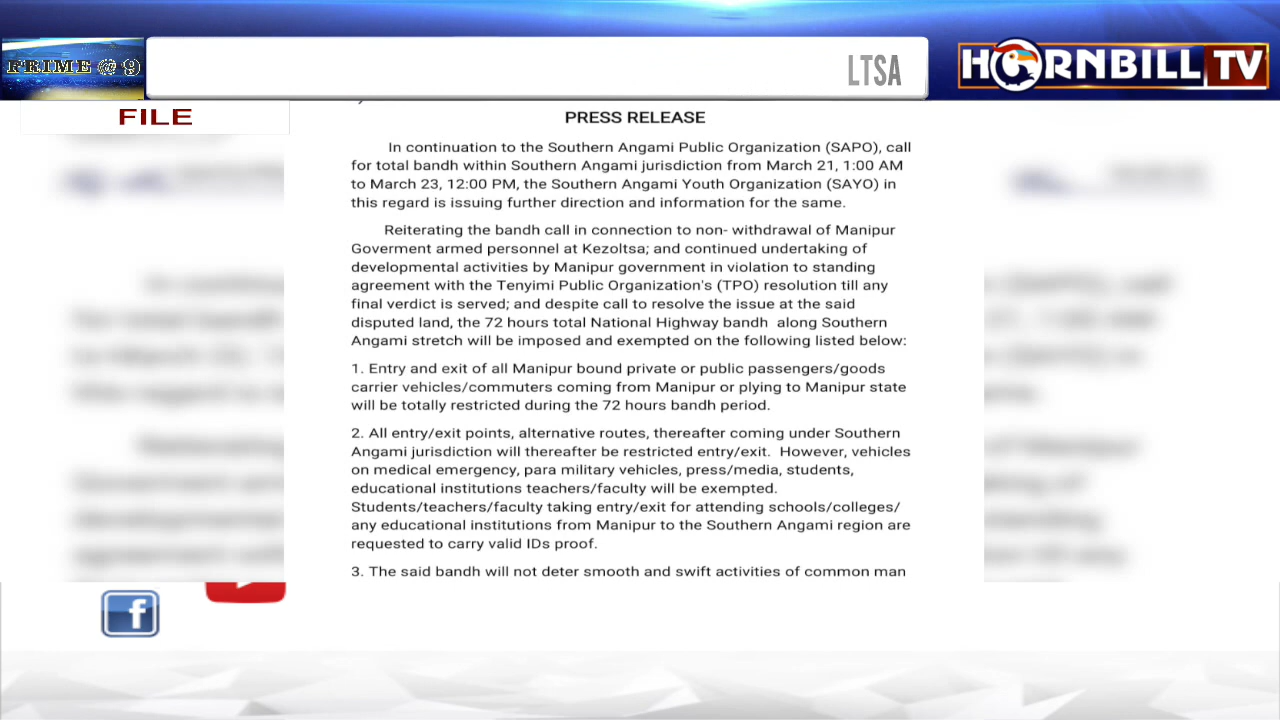 PRIME @ 9
LTSA
HORNBILL TV
FILE
PRESS RELEASE
In continuation to the Southern Angami Public Organization (SAPO), call
for total bandh within Southern Angami jurisdiction from March 21, 1:00 AM
to March 23, 12:00 PM, the Southern Angami Youth Organization (SAYO) in
this regard is issuing further direction and information for the same.
Reiterating the bandh call in connection to non- withdrawal of Manipur
Goverment armed personnel at Kezoltsa; and continued undertaking of
developmental activities by Manipur government in violation to standing
agreement with the Tenyimi Public Organization's (TPO) resolution till any
final verdict is served; and despite call to resolve the issue at the said
disputed land, the 72 hours total National Highway bandh along Southern
Angami stretch will be imposed and exempted on the following listed below:
1. Entry and exit of all Manipur bound private or public passengers/goods
carrier vehicles/commuters coming from Manipur or plying to Manipur state
will be totally restricted during the 72 hours bandh period.
2. All entry/exit points, alternative routes, thereafter coming under Southern
Angami jurisdiction will thereafter be restricted entry/exit. However, vehicles
on medical emergency, para military vehicles, press/media, students,
educational institutions teachers/faculty will be exempted.
Students/teachers/faculty taking entry/exit for attending schools/colleges/
any educational institutions from Manipur to the Southern Angami region are
requested to carry valid IDs proof.
3. The said bandh will not deter smooth and swift activities of common man
f